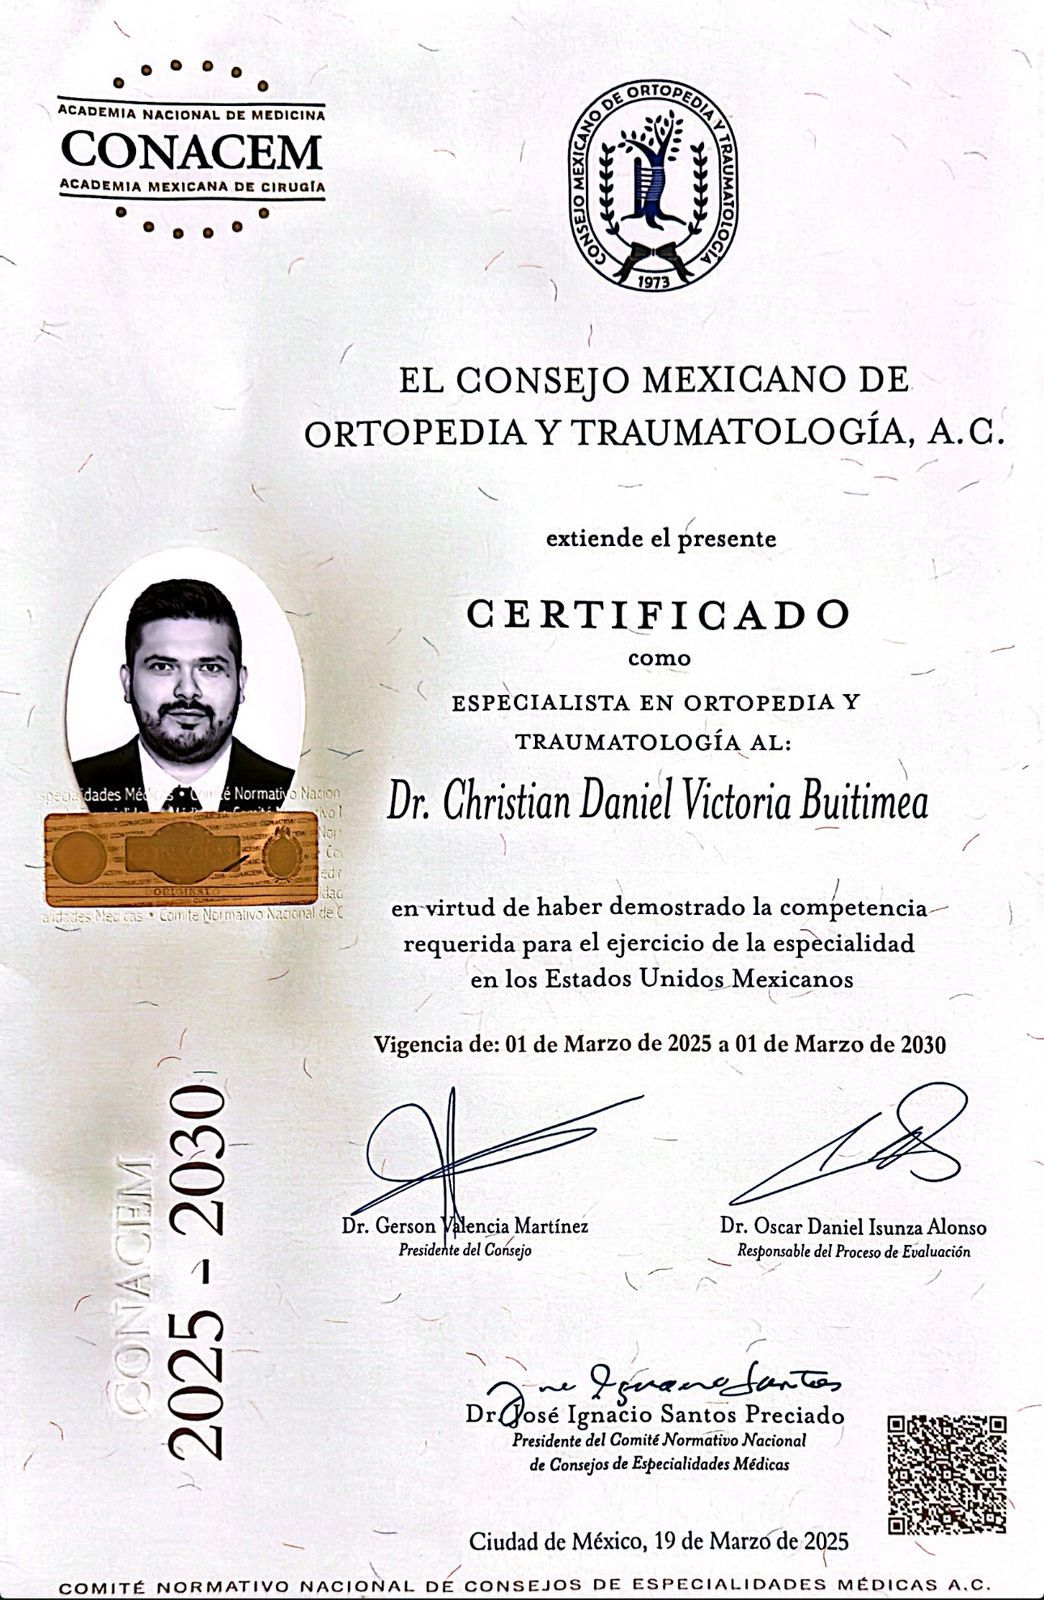 ACADEMIA NACIONAL DE MEDICINA
CONACEM
ACADEMIA MEXICANA DE CIRUGÍA
CONSEJO MEXICANO DE ORTOPEDIA Y TRAUMATOLOGÍA
1973
EL CONSEJO MEXICANO DE
ORTOPEDIA Y TRAUMATOLOGÍA, A.C.
extiende el presente
CERTIFICADO
como
ESPECIALISTA EN ORTOPEDIA Y
TRAUMATOLOGÍA AL:
Dr. Christian Daniel Victoria Buitimea
en virtud de haber demostrado la competencia
requerida para el ejercicio de la especialidad
en los Estados Unidos Mexicanos
Vigencia de: 01 de Marzo de 2025 a 01 de Marzo de 2030
CONACEM
2025 - 2030
Dr. Gerson Valencia Martínez
Presidente del Consejo
Dr. Oscar Daniel Isunza Alonso
Responsable del Proceso de Evaluación
Jose Ignacio Santos
Dr. José Ignacio Santos Preciado
Presidente del Comité Normativo Nacional
de Consejos de Especialidades Médicas
Ciudad de México, 19 de Marzo de 2025
COMITÉ NORMATIVO NACIONAL DE CONSEJOS DE ESPECIALIDADES MÉDICAS A.C.